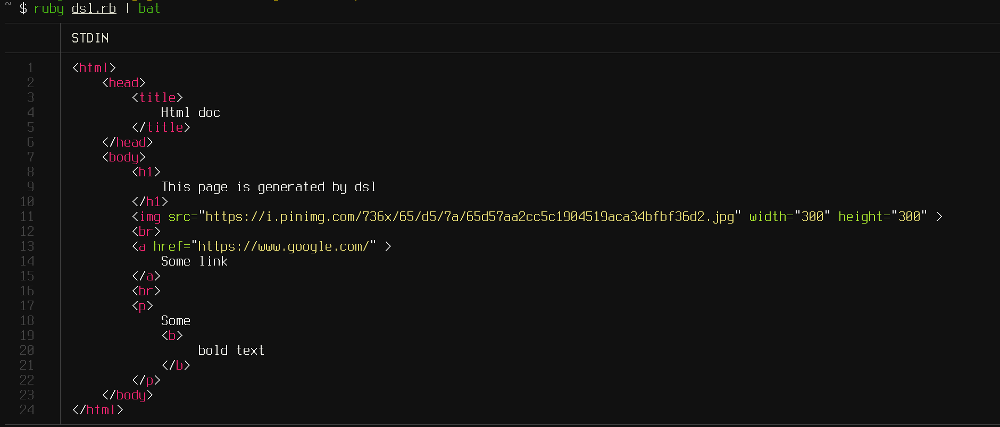 ~ $ ruby dsl.rb | bat
STDIN
1 <html>
2     <head>
3         <title>
4             Html doc
5         </title>
6     </head>
7     <body>
8         <h1>
9             This page is generated by dsl
10         </h1>
11         <img src="https://i.pinimg.com/736x/65/d5/7a/65d57aa2cc5c1904519aca34bfbf36d2.jpg" width="300" height="300" >
12         <br>
13         <a href="https://www.google.com/" >
14             Some link
15         </a>
16         <br>
17         <p>
18             Some
19             <b>
20                  bold text
21             </b>
22         </p>
23     </body>
24 </html>